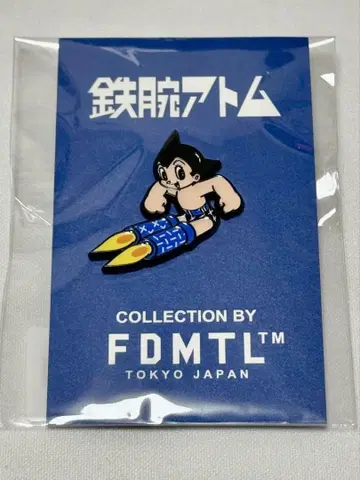 鉄腕アトム
COLLECTION BY
FDMTL™
TOKYO JAPAN